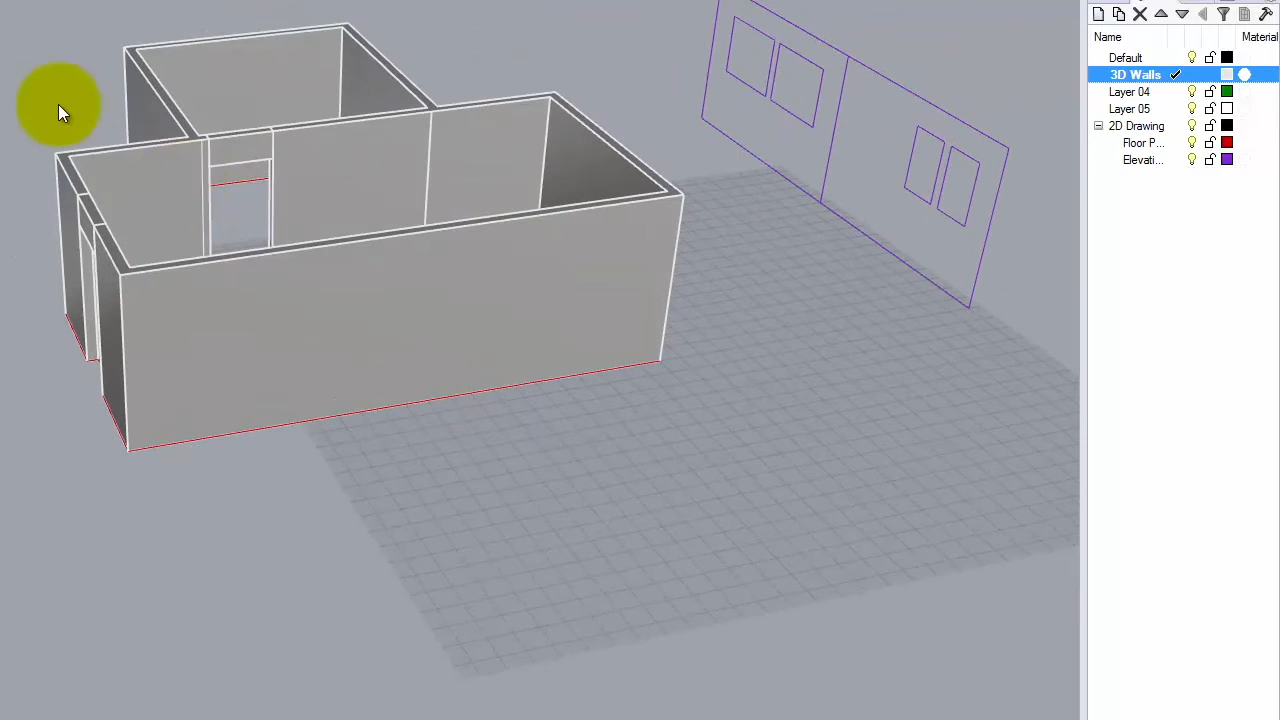 Name
Material
Default
3D Walls
Layer 04
Layer 05
2D Drawing
Floor P...
Elevati...